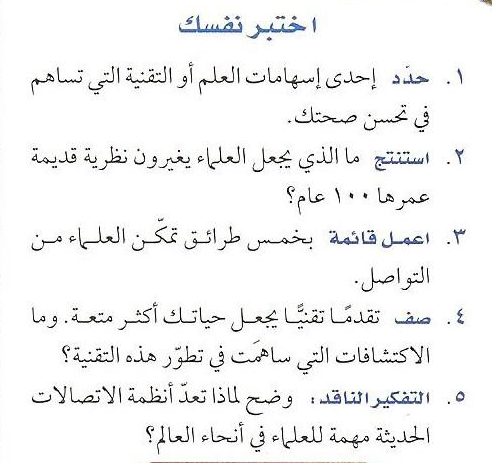 اختبر نفسك
١. حدّد إحدى إسهامات العلم أو التقنية التي تساهم
في تحسن صحتك.
٢. استنتج ما الذي يجعل العلماء يغيرون نظرية قديمة
عمرها ١٠٠ عام؟
٣. اعمل قائمة بخمس طرائق تمكّن العلماء من
التواصل.
٤. صف تقدمًا تقنيًّا يجعل حياتك أكثر متعة. وما
الاكتشافات التي ساهمَت في تطوّر هذه التقنية؟
٥. التفكير الناقد: وضح لماذا تعدّ أنظمة الاتصالات
الحديثة مهمة للعلماء في أنحاء العالم؟